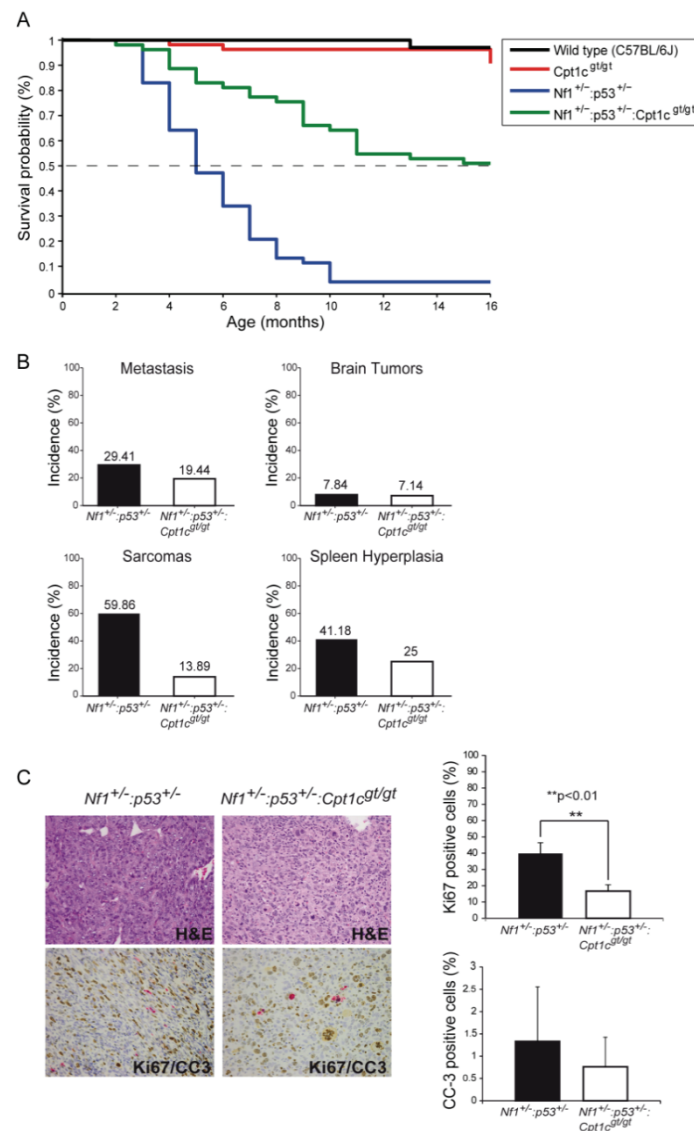 A
Survival probability (%)
1
0.9
0.8
0.7
0.6
0.5
0.4
0.3
0.2
0.1
0
0 2 4 6 8 10 12 14 16
Age (months)
Wild type (C57BL/6J)
Cpt1c gt/gt
Nf1+/-:p53+/-
Nf1+/-:p53+/-:Cpt1c gt/gt
B
Metastasis
Incidence (%)
100
80
60
40
20
0
29.41
19.44
Nf1+/-:p53+/-
Nf1+/-:p53+/-:
Cpt1c gt/gt
Brain Tumors
Incidence (%)
100
80
60
40
20
0
7.84
7.14
Nf1+/-:p53+/-
Nf1+/-:p53+/-:
Cpt1c gt/gt
Sarcomas
Incidence (%)
100
80
60
40
20
0
59.86
13.89
Nf1+/-:p53+/-
Nf1+/-:p53+/-:
Cpt1c gt/gt
Spleen Hyperplasia
Incidence (%)
100
80
60
40
20
0
41.18
25
Nf1+/-:p53+/-
Nf1+/-:p53+/-:
Cpt1c gt/gt
C
Nf1+/-:p53+/-
Nf1+/-:p53+/-:Cpt1c gt/gt
H&E
H&E
Ki67/CC3
Ki67/CC3
Ki67 positive cells (%)
100
90
80
70
60
50
40
30
20
10
0
**p<0.01
**
Nf1+/-:p53+/-
Nf1+/-:p53+/-:
Cpt1c gt/gt
CC-3 positive cells (%)
3
2.5
2
1.5
1
0.5
0
Nf1+/-:p53+/-
Nf1+/-:p53+/-:
Cpt1c gt/gt